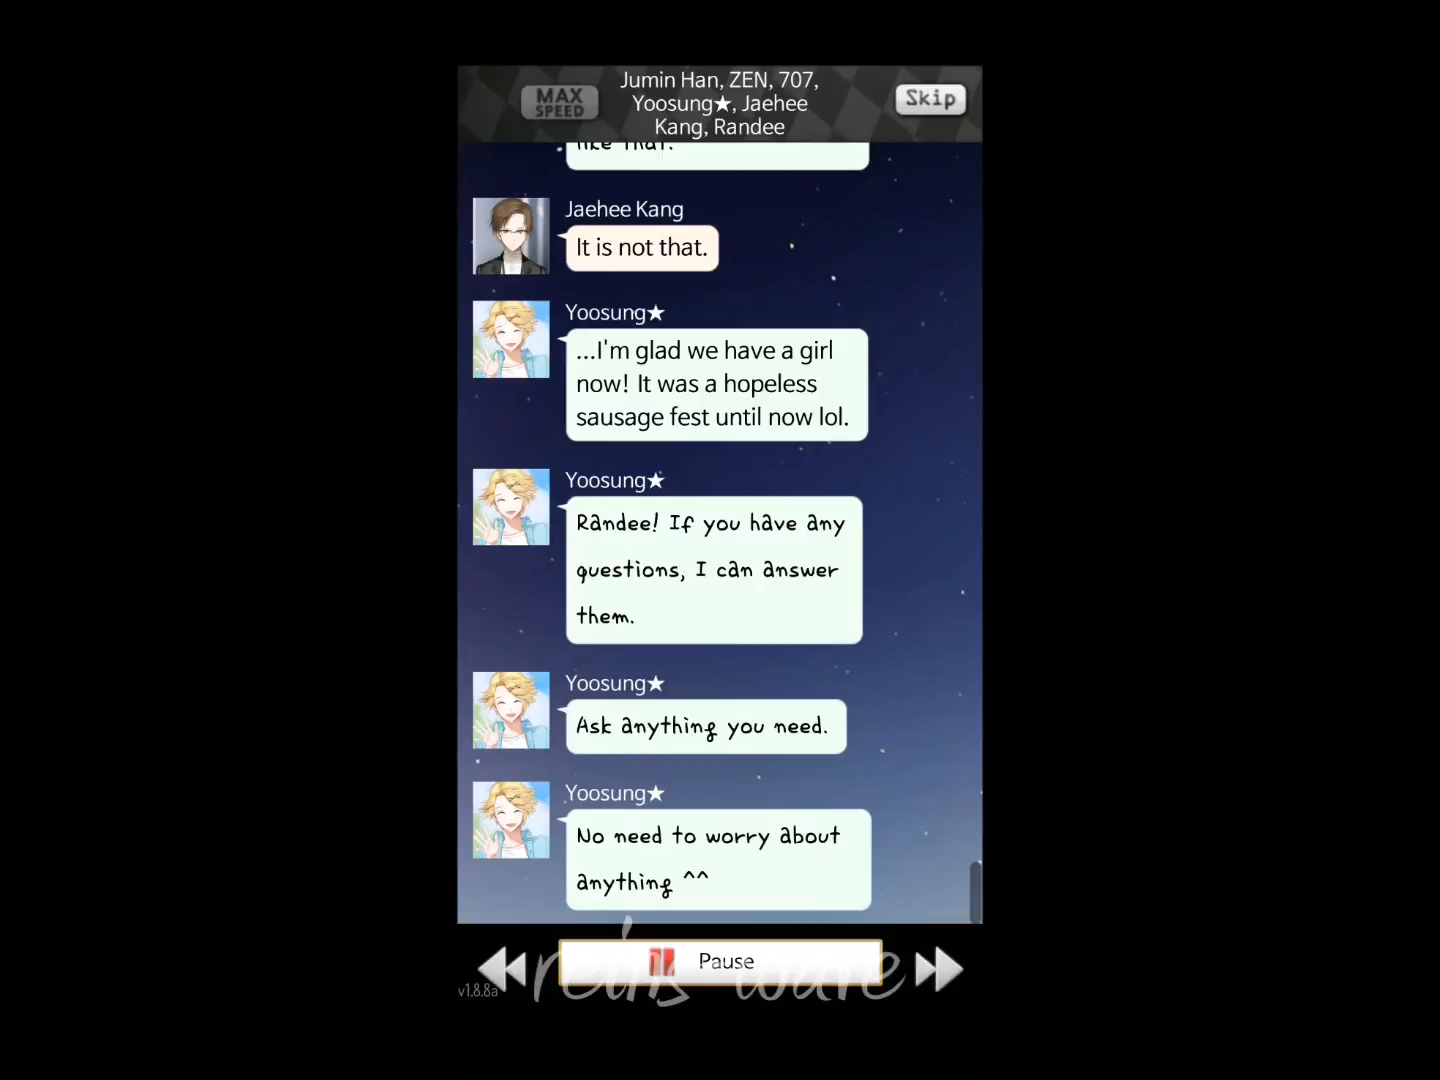 MAX
SPEED
Jumin Han, ZEN, 707,
Yoosung★, Jaehee
Kang, Randee
Skip
like that.
Jaehee Kang
It is not that.
Yoosung★
...I'm glad we have a girl
now! It was a hopeless
sausage fest until now lol.
Yoosung★
Randee! If you have any
questions, I can answer
them.
Yoosung★
Ask anything you need.
Yoosung★
No need to worry about
anything ^^
Pause
v1.8.8a